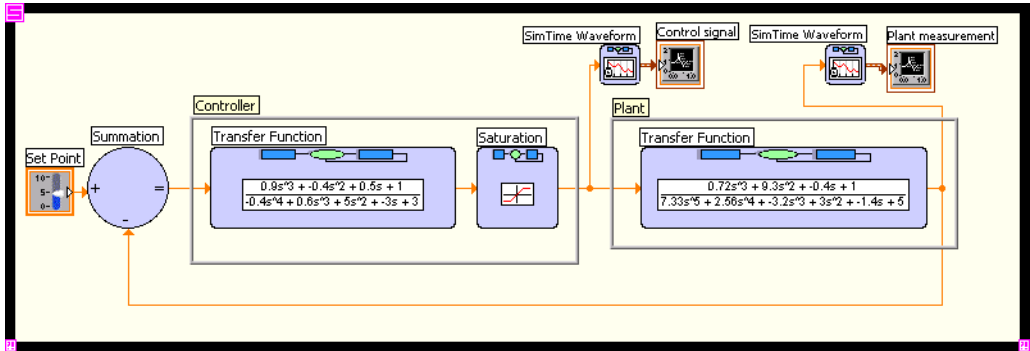 S
SimTime Waveform
Control signal
SimTime Waveform
Plant measurement
Controller
Plant
Summation
Transfer Function
Saturation
Transfer Function
Set Point
10-
5-
0-
+
=
-
0.9s^3 + -0.4s^2 + 0.5s + 1
-0.4s^4 + 0.6s^3 + 5s^2 + -3s + 3
0.72s^3 + 9.3s^2 + -0.4s + 1
7.33s^5 + 2.56s^4 + -3.2s^3 + 3s^2 + -1.4s + 5
?!
?!